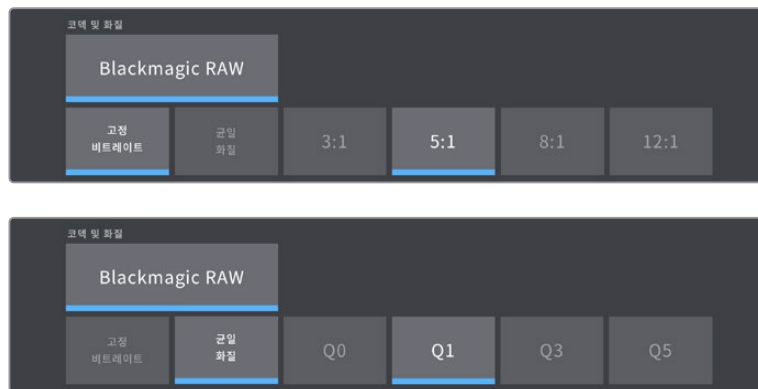 코덱 및 화질
Blackmagic RAW
고정 균일
비트레이트 화질 3:1 5:1 8:1 12:1
코덱 및 화질
Blackmagic RAW
고정 균일
비트레이트 화질 Q0 Q1 Q3 Q5